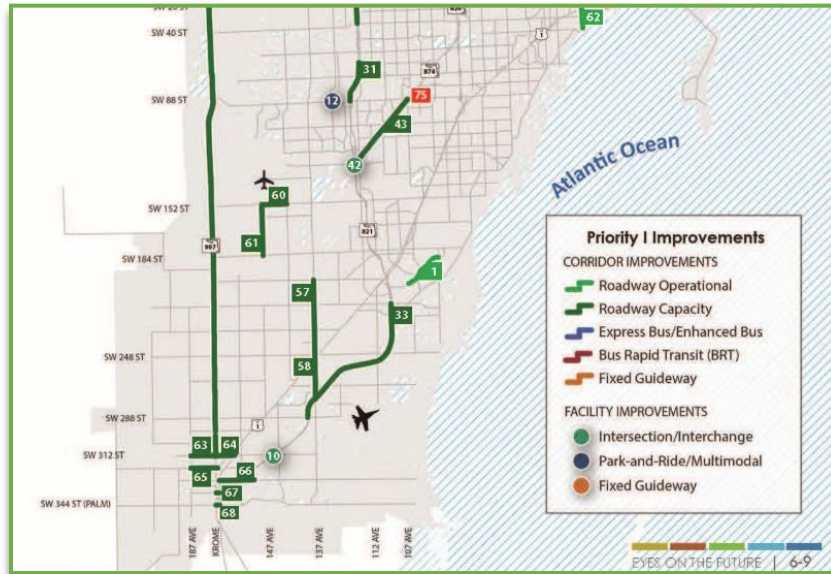 SW 40 ST
62
1
874
31
12
75
SW 88 ST
43
42
Atlantic Ocean
60
SW 152 ST
821
997
61
SW 184 ST
1
57
33
SW 248 ST
58
SW 288 ST
1
63
64
SW 312 ST
10
65
66
67
SW 344 ST (PALM)
68
187 AVE
KROME
147 AVE
137 AVE
112 AVE
107 AVE
Priority I Improvements
CORRIDOR IMPROVEMENTS
Roadway Operational
Roadway Capacity
Express Bus/Enhanced Bus
Bus Rapid Transit (BRT)
Fixed Guideway
FACILITY IMPROVEMENTS
Intersection/Interchange
Park-and-Ride/Multimodal
Fixed Guideway
EYES ON THE FUTURE | 6-9